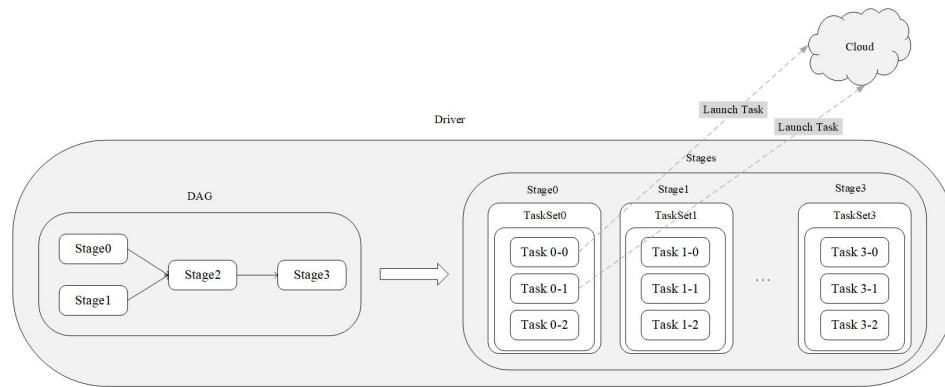 Cloud
Launch Task
Launch Task
Driver
Stages
DAG
Stage0
Stage1
Stage3
TaskSet0
TaskSet1
TaskSet3
Stage0
Stage1
Stage2
Stage3
Task 0-0
Task 0-1
Task 0-2
Task 1-0
Task 1-1
Task 1-2
...
Task 3-0
Task 3-1
Task 3-2